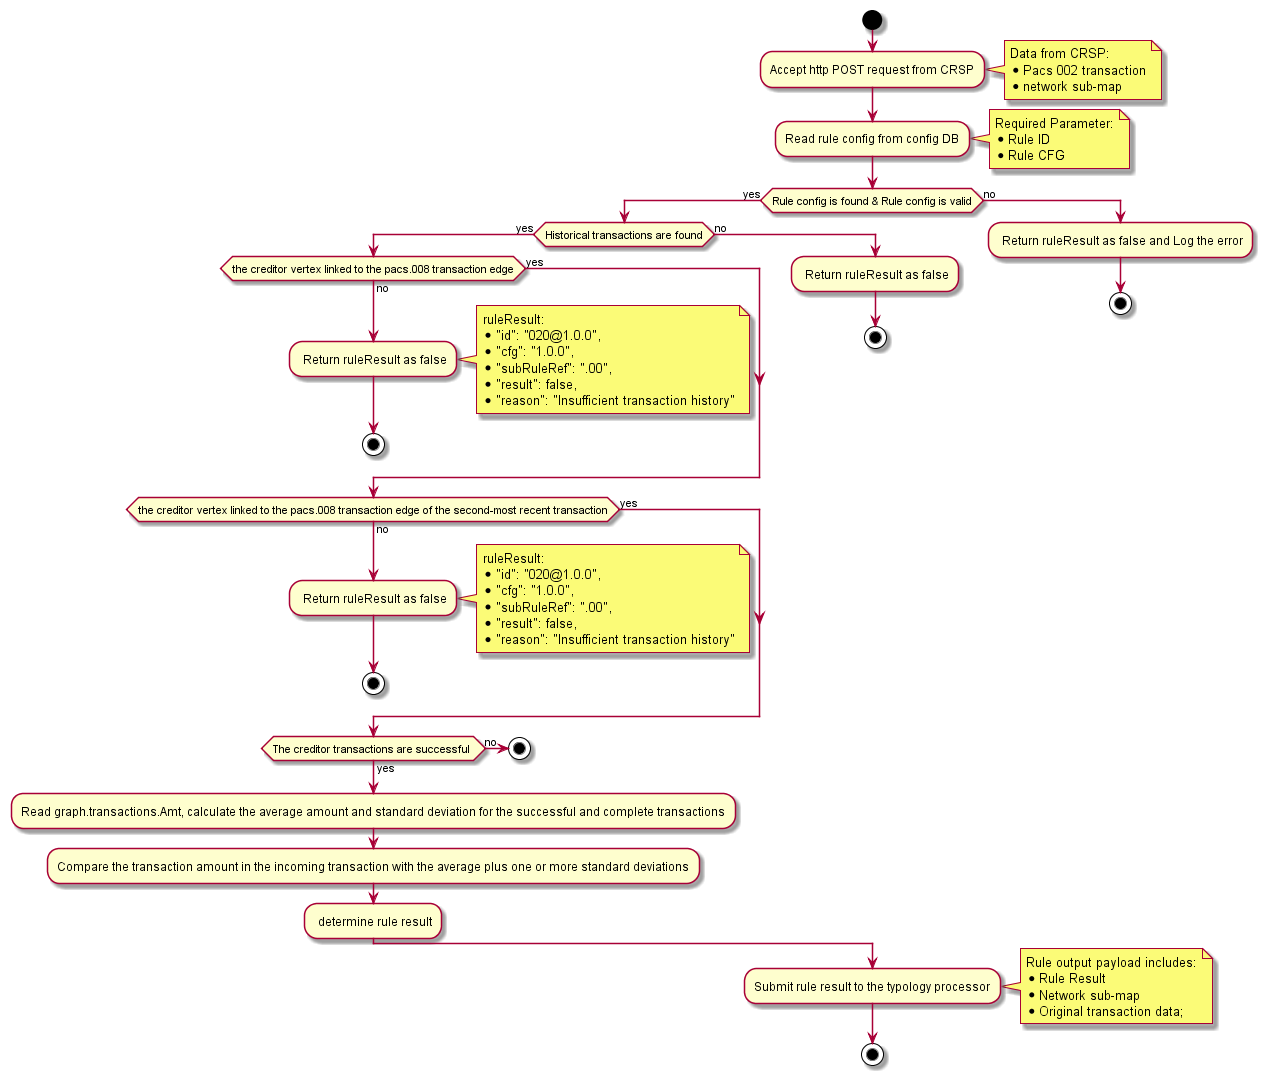 Accept http POST request from CRSP
Data from CRSP:
• Pacs 002 transaction
• network sub-map
Read rule config from config DB
Required Parameter:
• Rule ID
• Rule CFG
yes
Rule config is found & Rule config is valid
no
yes
Historical transactions are found
no
Return ruleResult as false and Log the error
the creditor vertex linked to the pacs.008 transaction edge
yes
Return ruleResult as false
no
ruleResult:
• "id": "020@1.0.0",
• "cfg": "1.0.0",
• "subRuleRef": ".00",
• "result": false,
• "reason": "Insufficient transaction history"
Return ruleResult as false
the creditor vertex linked to the pacs.008 transaction edge of the second-most recent transaction
yes
no
ruleResult:
• "id": "020@1.0.0",
• "cfg": "1.0.0",
• "subRuleRef": ".00",
• "result": false,
• "reason": "Insufficient transaction history"
Return ruleResult as false
The creditor transactions are successful
no
yes
Read graph.transactions.Amt, calculate the average amount and standard deviation for the successful and complete transactions
Compare the transaction amount in the incoming transaction with the average plus one or more standard deviations
determine rule result
Submit rule result to the typology processor
Rule output payload includes:
• Rule Result
• Network sub-map
• Original transaction data;